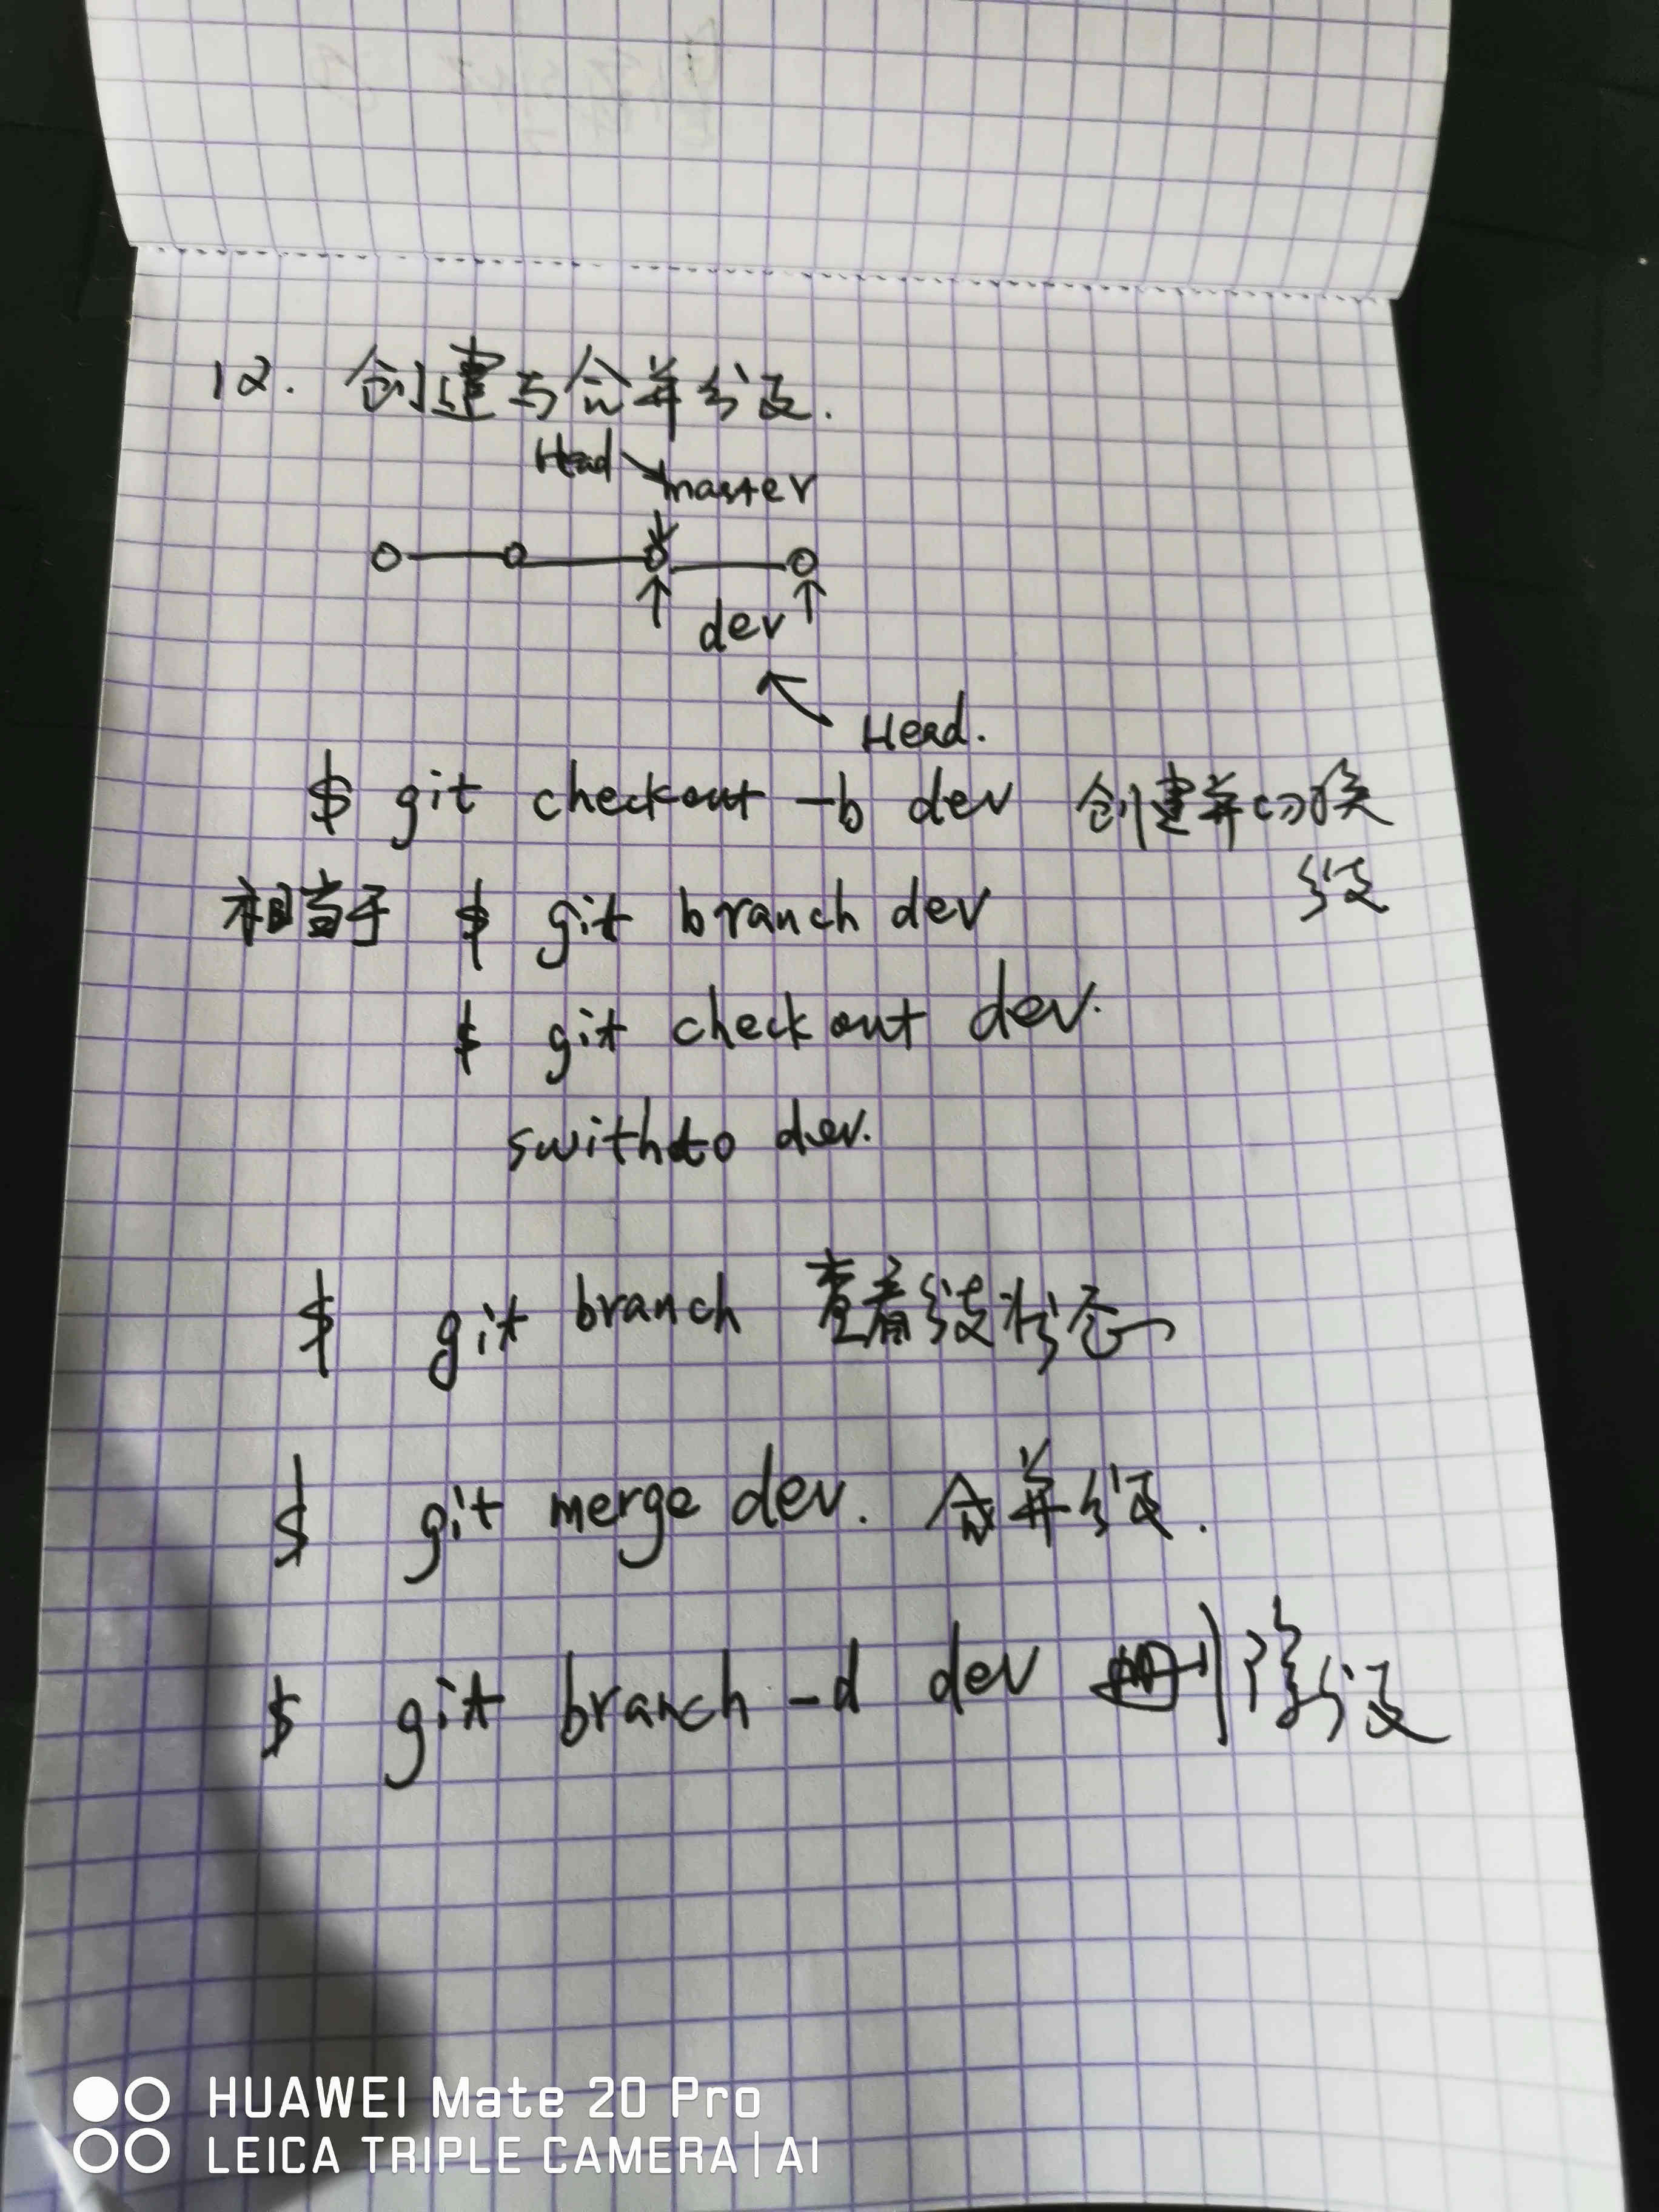 12. 创建与合并分支.
Head
master
dev
Head.
$ git checkout -b dev 创建并切换
分支
相当于 $ git branch dev
$ git checkout dev.
swithto dev.
$ git branch 查看分支状态
$ git merge dev. 合并分支.
$ git branch -d dev 删除分支
HUAWEI Mate 20 Pro
LEICA TRIPLE CAMERA | AI